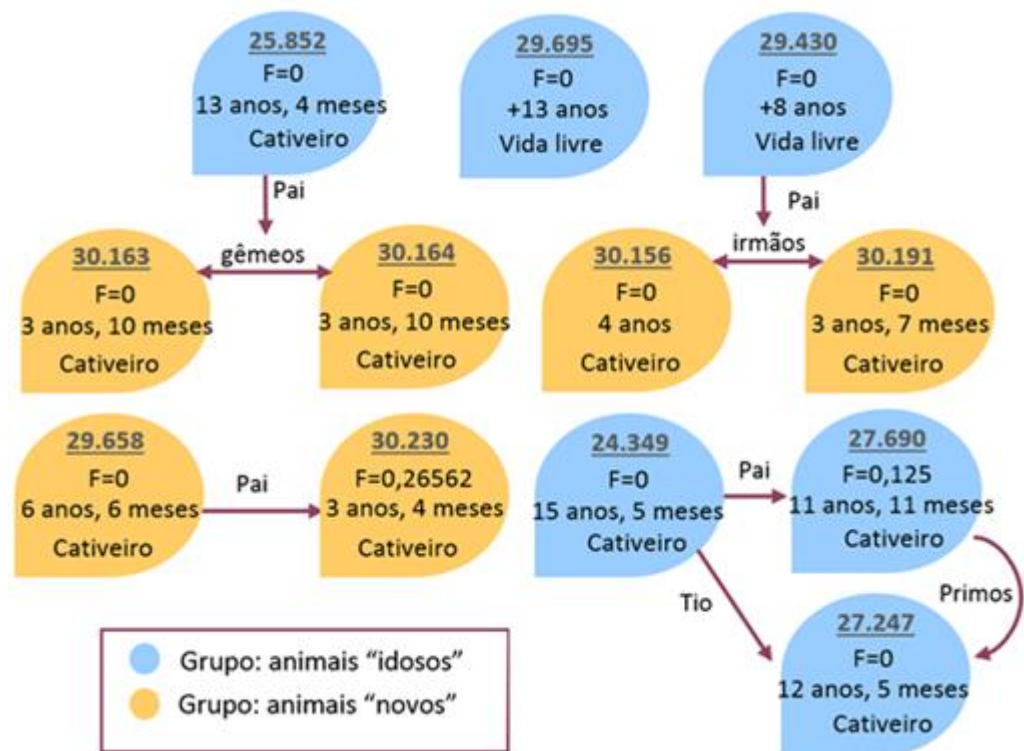 25.852
F=0
13 anos, 4 meses
Cativeiro
29.695
F=0
+13 anos
Vida livre
29.430
F=0
+8 anos
Vida livre
Pai
Pai
30.163
F=0
3 anos, 10 meses
Cativeiro
gêmeos
30.164
F=0
3 anos, 10 meses
Cativeiro
30.156
F=0
4 anos
Cativeiro
irmãos
30.191
F=0
3 anos, 7 meses
Cativeiro
29.658
F=0
6 anos, 6 meses
Cativeiro
Pai
30.230
F=0,26562
3 anos, 4 meses
Cativeiro
24.349
F=0
15 anos, 5 meses
Cativeiro
Pai
27.690
F=0,125
11 anos, 11 meses
Cativeiro
Tio
Primos
27.247
F=0
12 anos, 5 meses
Cativeiro
Grupo: animais “idosos”
Grupo: animais “novos”